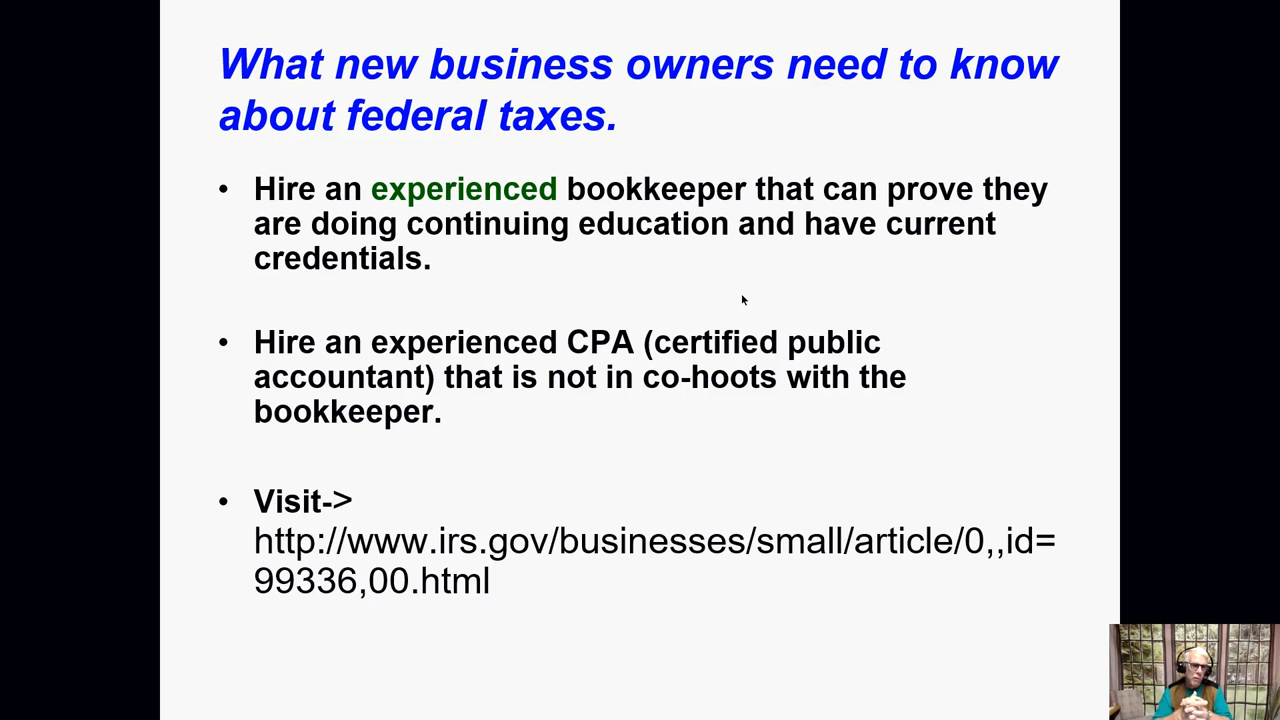 What new business owners need to know
about federal taxes.
• Hire an experienced bookkeeper that can prove they
are doing continuing education and have current
credentials.
• Hire an experienced CPA (certified public
accountant) that is not in co-hoots with the
bookkeeper.
• Visit->
http://www.irs.gov/businesses/small/article/0,,id=
99336,00.html